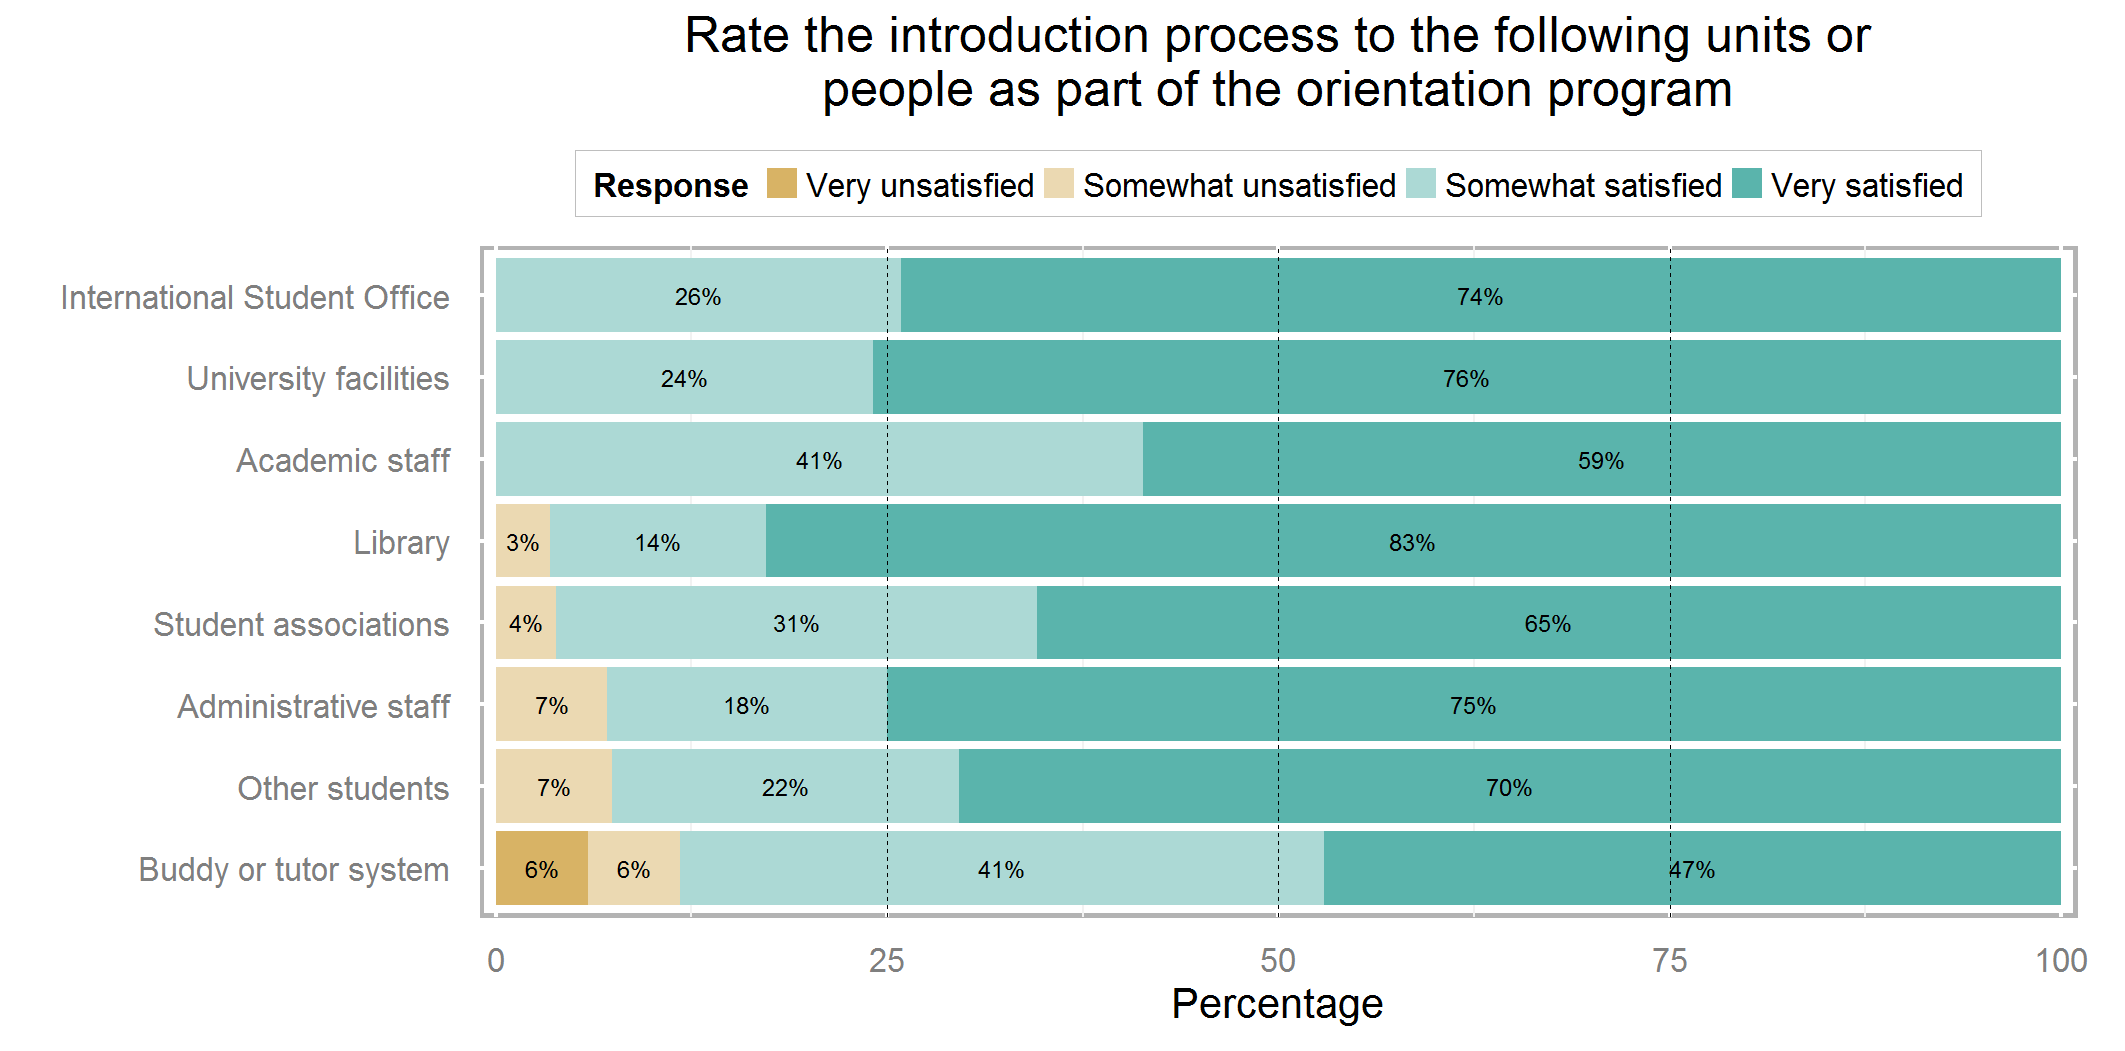 Rate the introduction process to the following units or
people as part of the orientation program
Response Very unsatisfied Somewhat unsatisfied Somewhat satisfied Very satisfied
International Student Office 26% 74%
University facilities 24% 76%
Academic staff 41% 59%
Library 3% 14% 83%
Student associations 4% 31% 65%
Administrative staff 7% 18% 75%
Other students 7% 22% 70%
Buddy or tutor system 6% 6% 41% 47%
0 25 50 75 100
Percentage